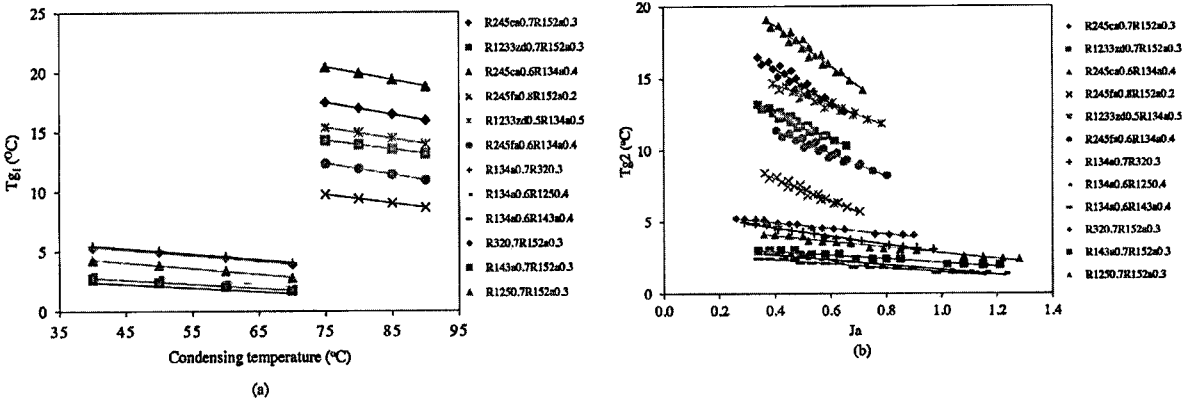 25
20
15
10
5
0
Tg1 (°C)
35 45 55 65 75 85 95
Condensing temperature (°C)
(a)
R245ca0.7R152a0.3
R1233zd0.7R152a0.3
R245ca0.6R134a0.4
R245fa0.8R152a0.2
R1233zd0.5R134a0.5
R245fa0.6R134a0.4
R134a0.7R320.3
R134a0.6R1250.4
R134a0.6R143a0.4
R320.7R152a0.3
R143a0.7R152a0.3
R1250.7R152a0.3
20
15
10
5
0
Tg2 (°C)
0.0 0.2 0.4 0.6 0.8 1.0 1.2 1.4
Ja
(b)
R245ca0.7R152a0.3
R1233zd0.7R152a0.3
R245ca0.6R134a0.4
R245fa0.8R152a0.2
R1233zd0.5R134a0.5
R245fa0.6R134a0.4
R134a0.7R320.3
R134a0.6R1250.4
R134a0.6R143a0.4
R320.7R152a0.3
R143a0.7R152a0.3
R1250.7R152a0.3